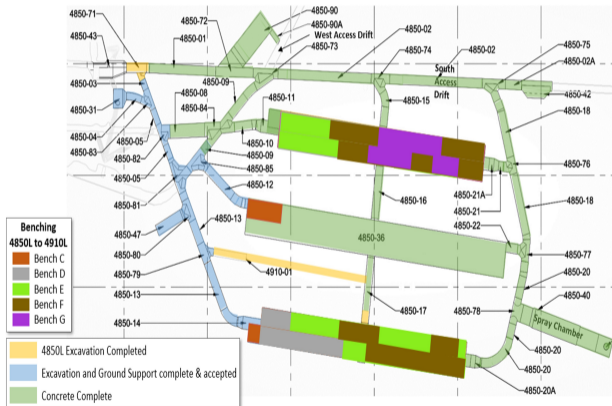 4850-71
4850-43
4850-01
4850-72
4850-90
4850-90A
West Access Drift
4850-73
4850-02
4850-74
4850-02
4850-75
4850-02A
South
Access
Drift
4850-03
4850-09
4850-08
4850-84
4850-11
4850-15
4850-42
4850-18
4850-31
4850-04
4850-83
4850-05
4850-82
4850-05
4850-10
4850-09
4850-85
4850-12
4850-21A
4850-21
4850-76
4850-81
4850-13
4850-16
4850-18
4850-22
4850-36
4850-47
4850-80
4850-79
4910-01
4850-77
4850-20
4850-40
4850-13
4850-17
4850-78
Spray Chamber
4850-14
4850-20
4850-20
4850-20A
Benching
4850L to 4910L
Bench C
Bench D
Bench E
Bench F
Bench G
4850L Excavation Completed
Excavation and Ground Support complete & accepted
Concrete Complete